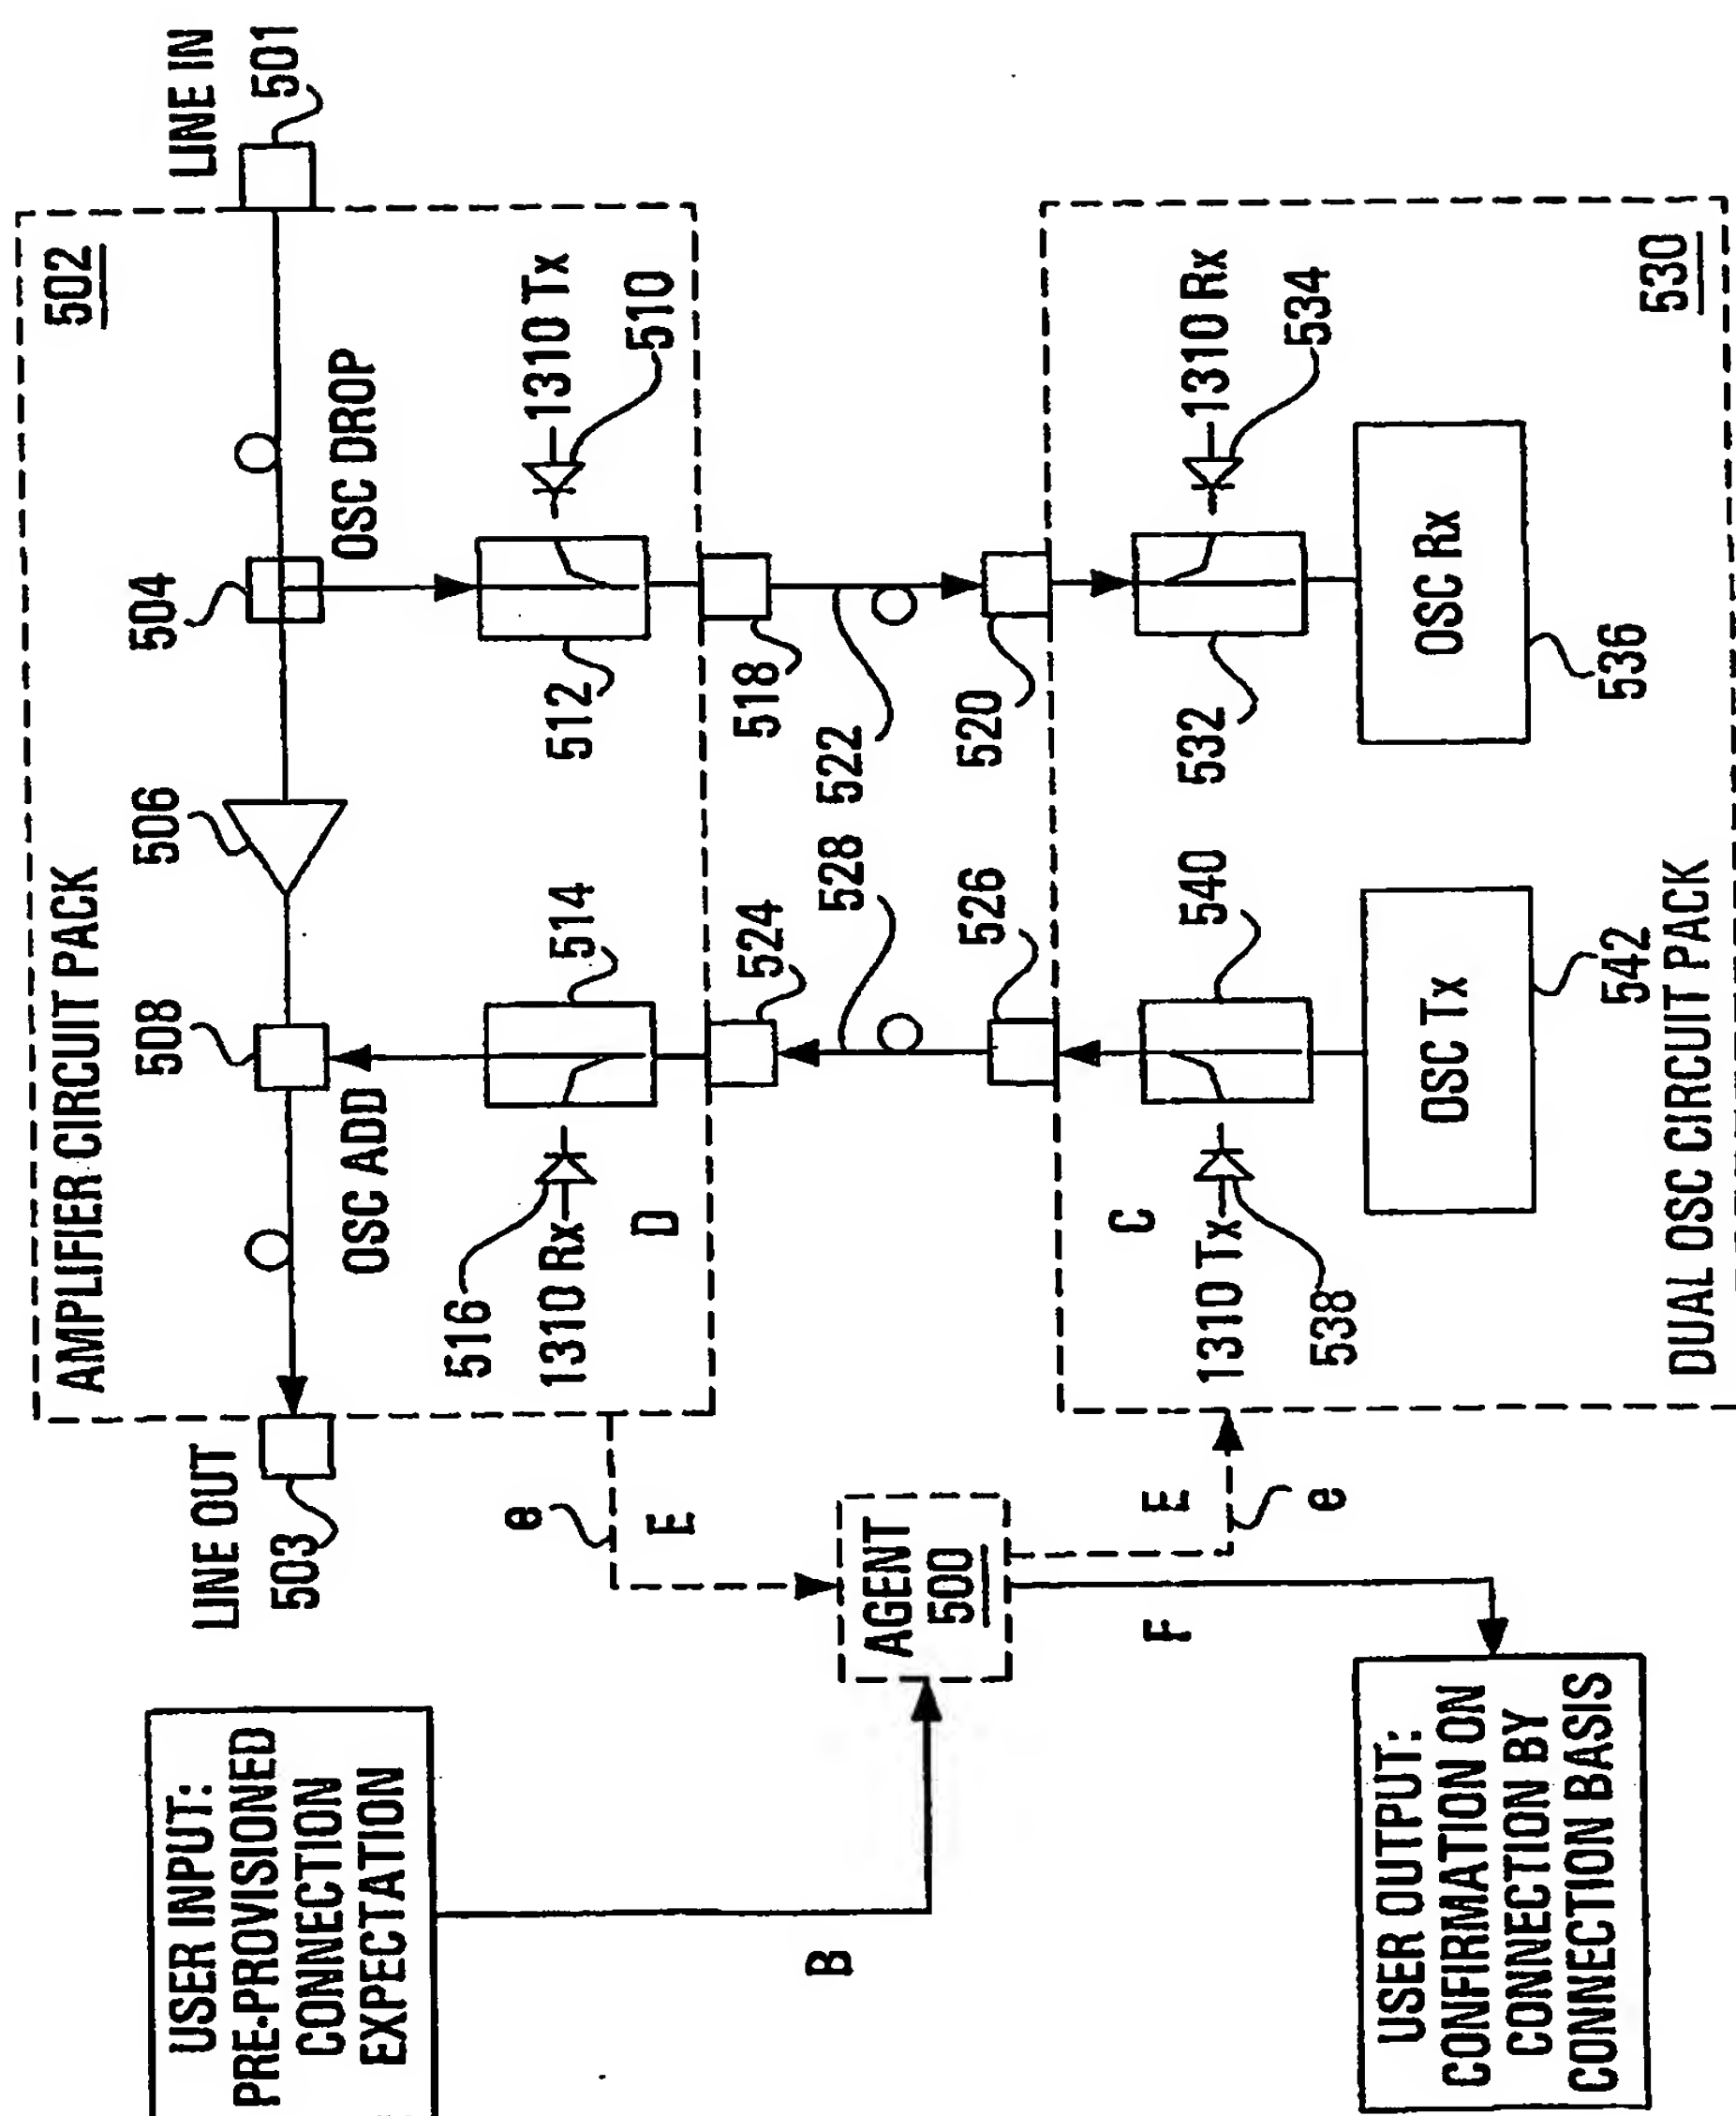 USER INPUT:
PRE-PROVISIONED
CONNECTION
EXPECTATION
B
LINE OUT
503
AMPLIFIER CIRCUIT PACK
502
LINE IN
501
508
506
504
OSC ADD
OSC DROP
516
1310 Rx
514
512
1310 Tx
510
D
524
518
e
E
AGENT
500
528
522
526
520
F
E
e
C
1310 Tx
538
540
532
1310 Rx
534
OSC Tx
542
OSC Rx
536
DUAL OSC CIRCUIT PACK
530
USER OUTPUT:
CONFIRMATION ON
CONNECTION BY
CONNECTION BASIS